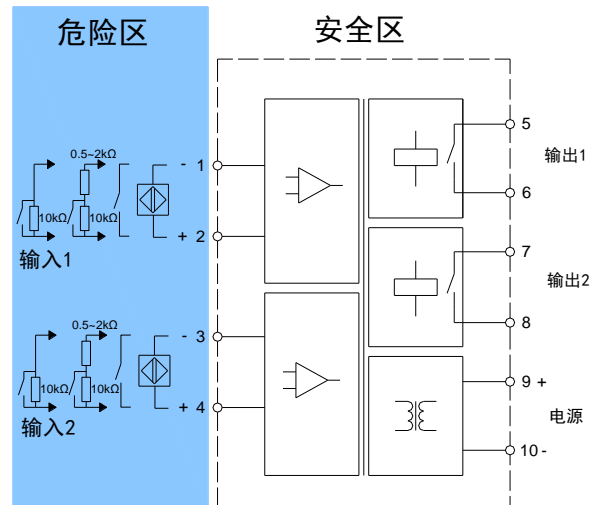 危险区
安全区
0.5~2kΩ
10kΩ
10kΩ
- 1
+ 2
输入1
0.5~2kΩ
10kΩ
10kΩ
- 3
+ 4
输入2
5
输出1
6
7
输出2
8
9 +
电源
10 -